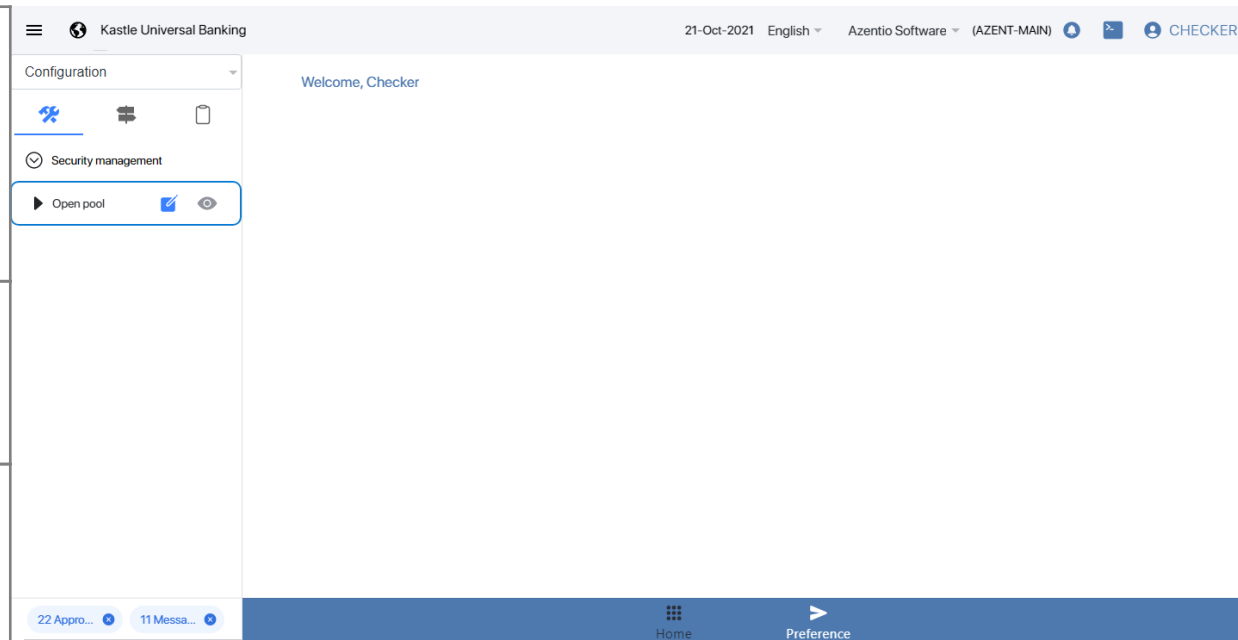 Kastle Universal Banking
21-Oct-2021 English Azentio Software (AZENT-MAIN) CHECKER
Configuration
Welcome, Checker
Security management
Open pool
22 Appro... 11 Messa...
Home Preference